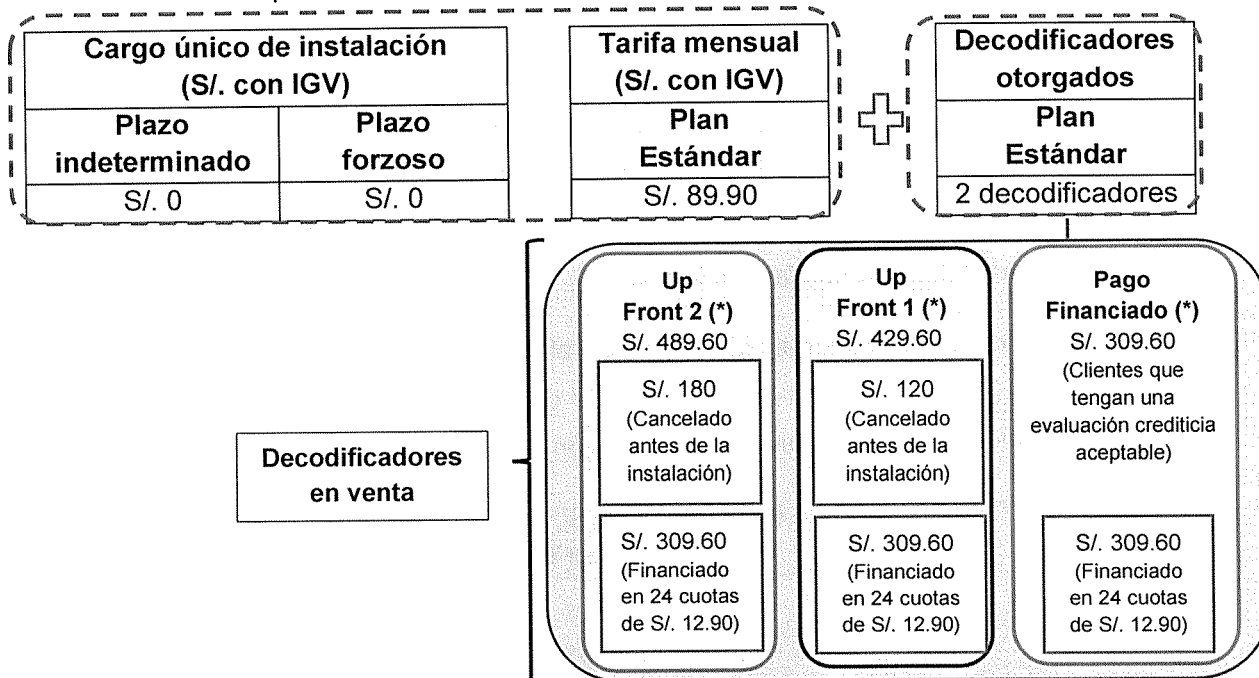 Cargo único de instalación
(S/. con IGV)
Plazo
indeterminado
Plazo
forzoso
S/. 0
S/. 0
Tarifa mensual
(S/. con IGV)
Plan
Estándar
S/. 89.90
Decodificadores
otorgados
Plan
Estándar
2 decodificadores
Decodificadores
en venta
Up
Front 2 (*)
S/. 489.60
S/. 180
(Cancelado
antes de la
instalación)
S/. 309.60
(Financiado
en 24 cuotas
de S/. 12.90)
Up
Front 1 (*)
S/. 429.60
S/. 120
(Cancelado
antes de la
instalación)
S/. 309.60
(Financiado
en 24 cuotas
de S/. 12.90)
Pago
Financiado (*)
S/. 309.60
(Clientes que
tengan una
evaluación crediticia
aceptable)
S/. 309.60
(Financiado
en 24 cuotas
de S/. 12.90)